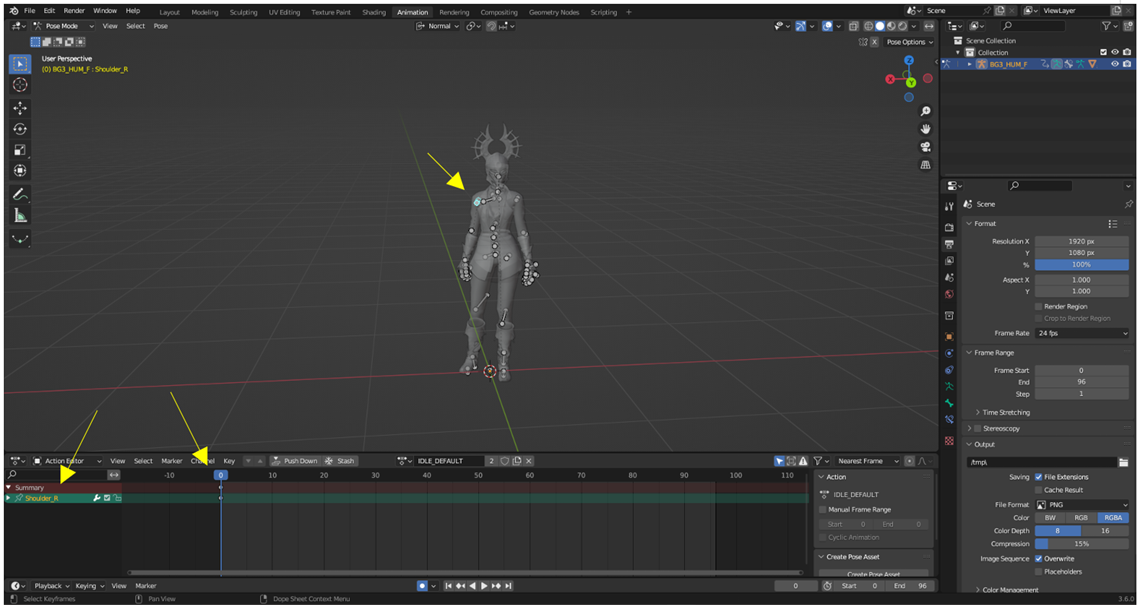 File Edit Render Window Help Layout Modeling Sculpting UV Editing Texture Paint Shading Animation Rendering Compositing Geometry Nodes Scripting + Scene ViewLayer
Pose Mode View Select Pose Normal
X Pose Options
User Perspective
(0) BG3_HUM_F : Shoulder_R
Z
X
Y
Scene Collection
Collection
BG3_HUM_F
Scene
Format
Resolution X 1920 px
Y 1080 px
% 100%
Aspect X 1.000
Y 1.000
Render Region
Crop to Render Region
Frame Rate 24 fps
Frame Range
Frame Start 0
End 96
Step 1
Time Stretching
Stereoscopy
Output
/tmp\
Saving File Extensions
Cache Result
File Format PNG
Color BW RGB RGBA
Color Depth 8 16
Compression 15%
Image Sequence Overwrite
Placeholders
Color Management
Action Editor View Select Marker Channel Key Push Down Stash IDLE_DEFAULT 2 Nearest Frame
-10 0 10 20 30 40 50 60 70 80 90 100 110
Summary
Shoulder_R
Action
IDLE_DEFAULT
Manual Frame Range
Start 0 End 0
Cyclic Animation
Create Pose Asset
Create Pose Asset
Playback Keying View Marker 0 Start 0 End 96
Select Keyframes Pan View Dope Sheet Context Menu 3.6.0